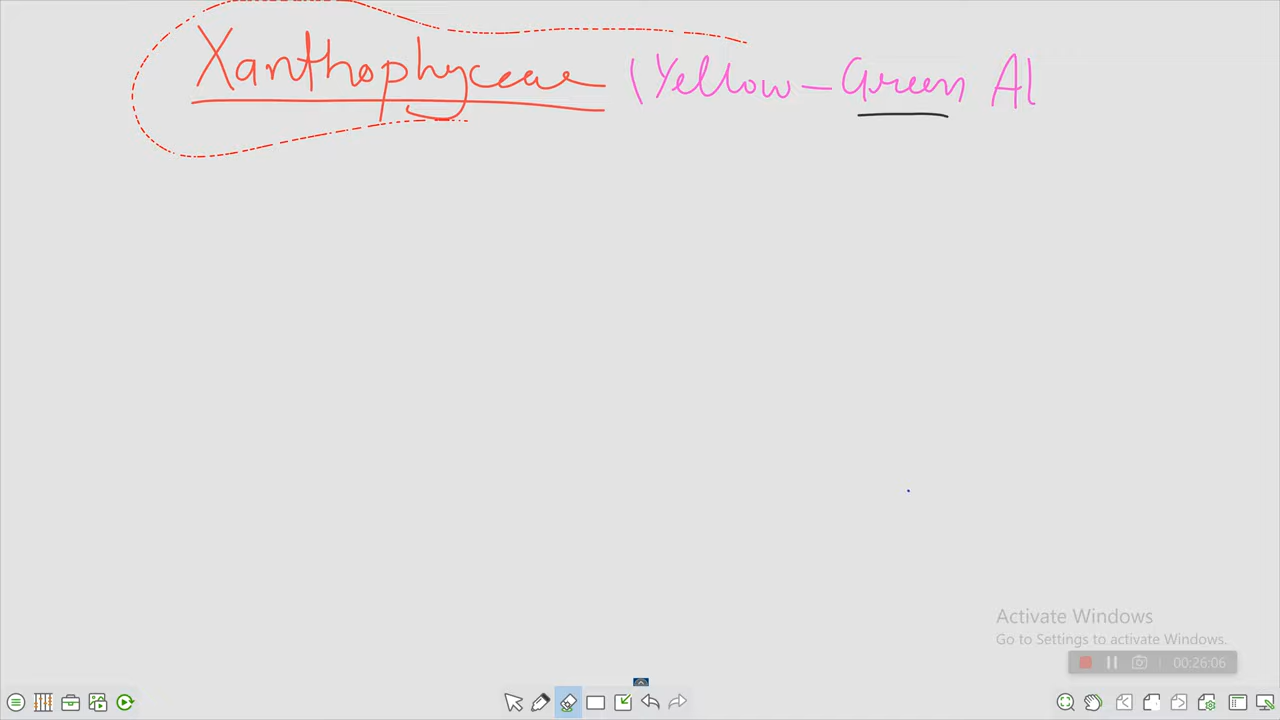 Xanthophyceae (Yellow-Green Al
Activate Windows
Go to Settings to activate Windows.
00:26:06